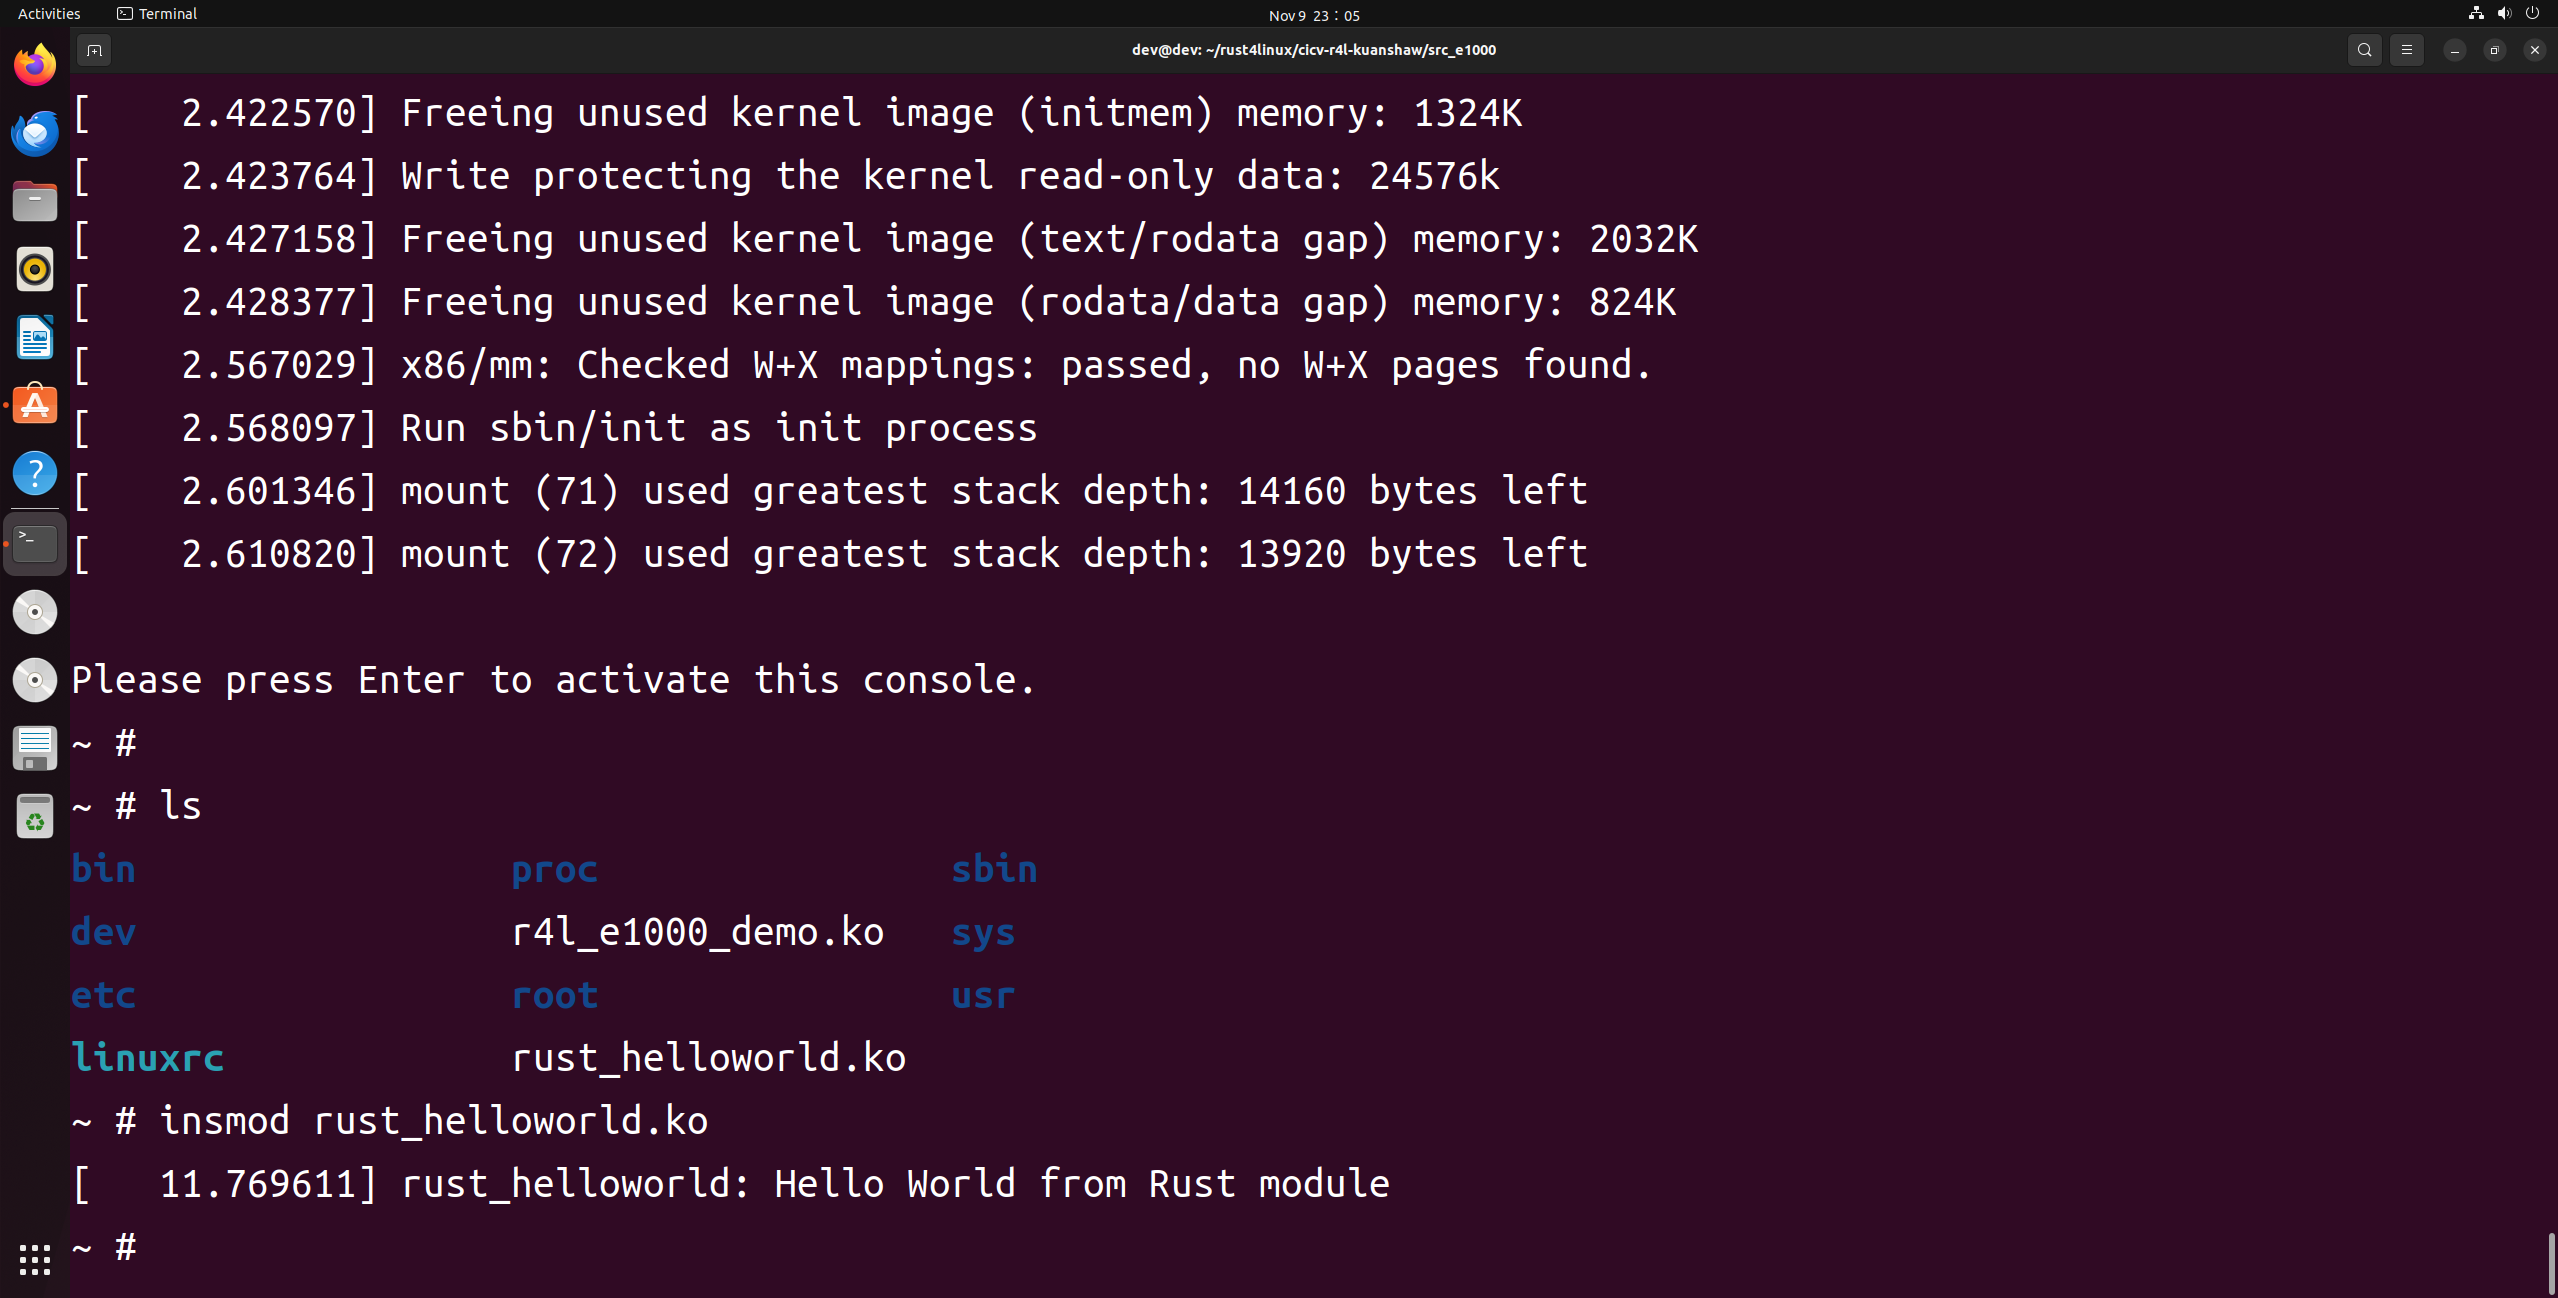 Activities Terminal Nov 9 23:05
dev@dev: ~/rust4linux/cicv-r4l-kuanshaw/src_e1000
[    2.422570] Freeing unused kernel image (initmem) memory: 1324K
[    2.423764] Write protecting the kernel read-only data: 24576k
[    2.427158] Freeing unused kernel image (text/rodata gap) memory: 2032K
[    2.428377] Freeing unused kernel image (rodata/data gap) memory: 824K
[    2.567029] x86/mm: Checked W+X mappings: passed, no W+X pages found.
[    2.568097] Run sbin/init as init process
[    2.601346] mount (71) used greatest stack depth: 14160 bytes left
[    2.610820] mount (72) used greatest stack depth: 13920 bytes left
Please press Enter to activate this console.
~ #
~ # ls
bin                 proc                sbin
dev                 r4l_e1000_demo.ko   sys
etc                 root                usr
linuxrc             rust_helloworld.ko
~ # insmod rust_helloworld.ko
[   11.769611] rust_helloworld: Hello World from Rust module
~ #